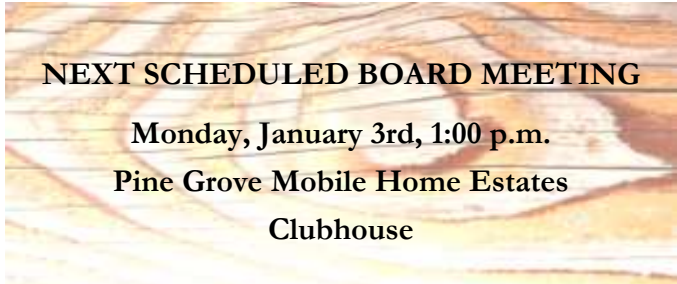 NEXT SCHEDULED BOARD MEETING
Monday, January 3rd, 1:00 p.m.
Pine Grove Mobile Home Estates
Clubhouse